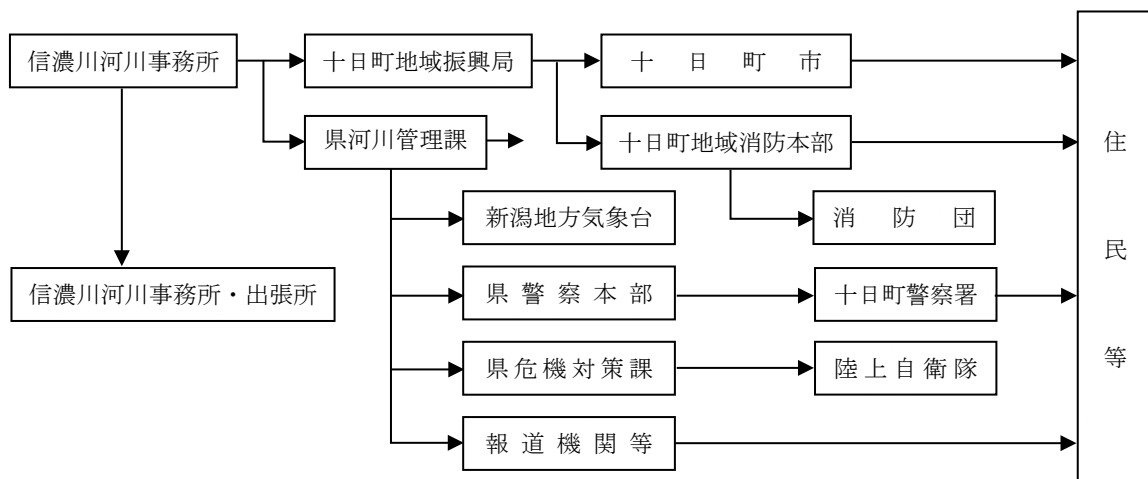 信濃川河川事務所
十日町地域振興局
十日町市
県河川管理課
十日町地域消防本部
新潟地方気象台
消防団
信濃川河川事務所・出張所
県警察本部
十日町警察署
県危機対策課
陸上自衛隊
報道機関等
住民等